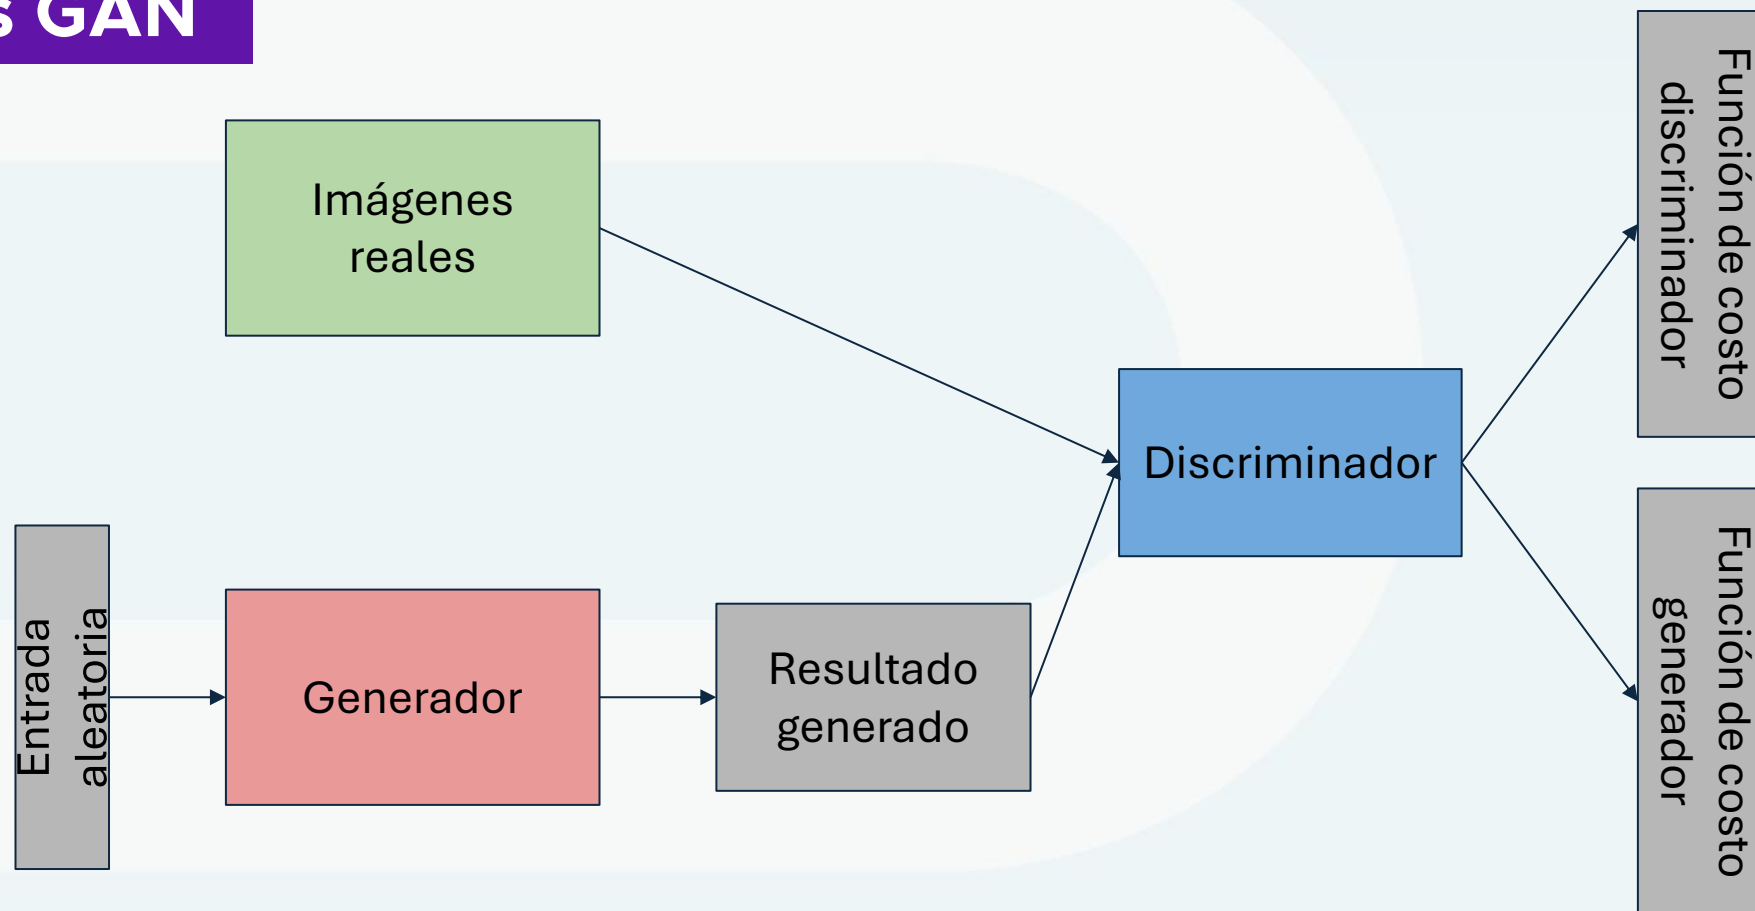 S GAN
Imágenes
reales
Discriminador
Entrada
aleatoria
Generador
Resultado
generado
Función de costo
discriminador
Función de costo
generador